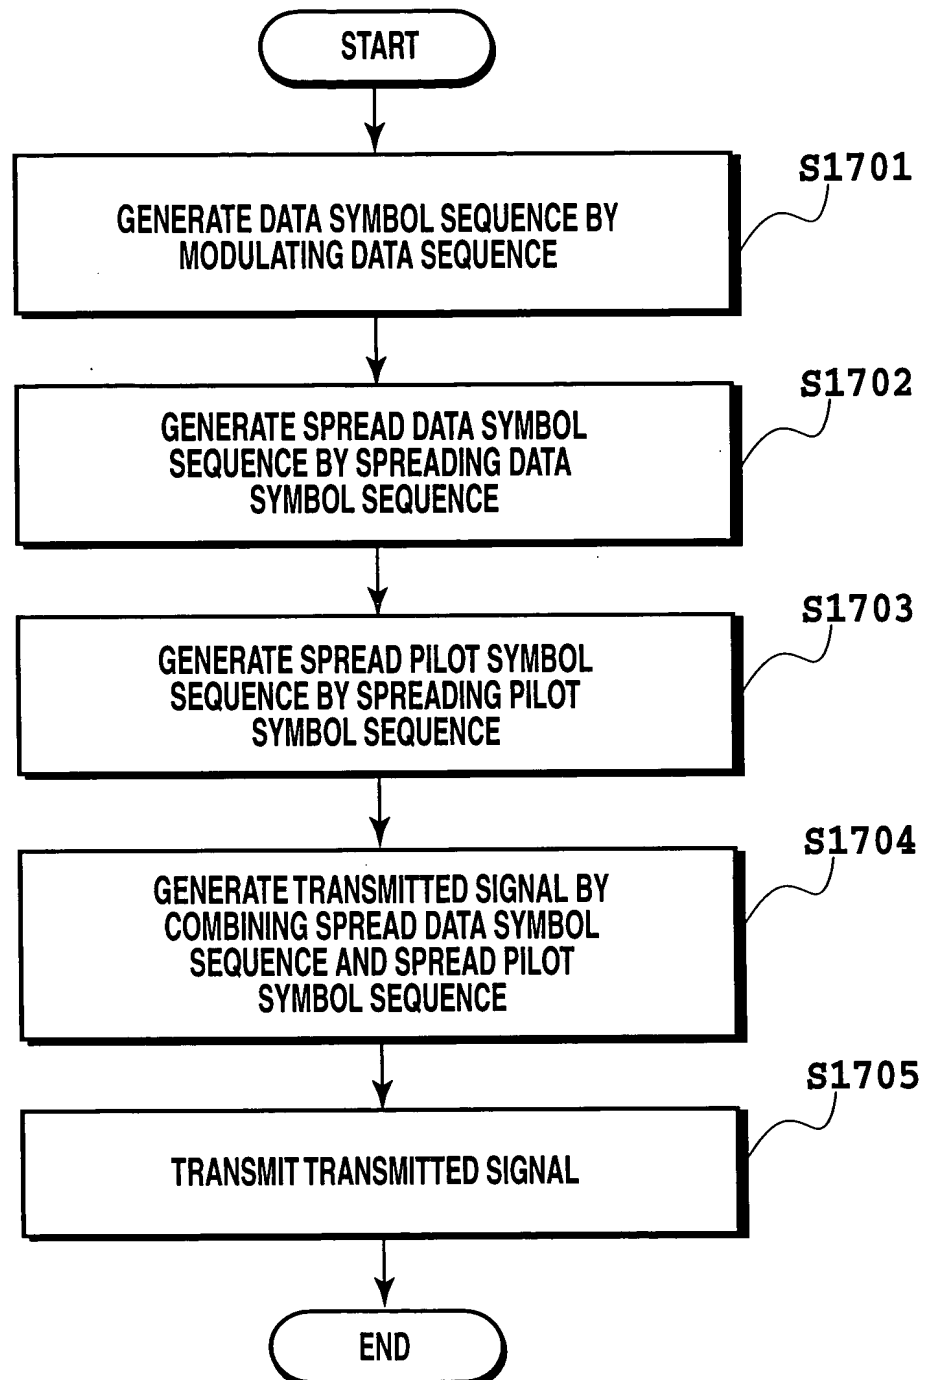 START
S1701
GENERATE DATA SYMBOL SEQUENCE BY
MODULATING DATA SEQUENCE
S1702
GENERATE SPREAD DATA SYMBOL
SEQUENCE BY SPREADING DATA
SYMBOL SEQUENCE
S1703
GENERATE SPREAD PILOT SYMBOL
SEQUENCE BY SPREADING PILOT
SYMBOL SEQUENCE
S1704
GENERATE TRANSMITTED SIGNAL BY
COMBINING SPREAD DATA SYMBOL
SEQUENCE AND SPREAD PILOT
SYMBOL SEQUENCE
S1705
TRANSMIT TRANSMITTED SIGNAL
END